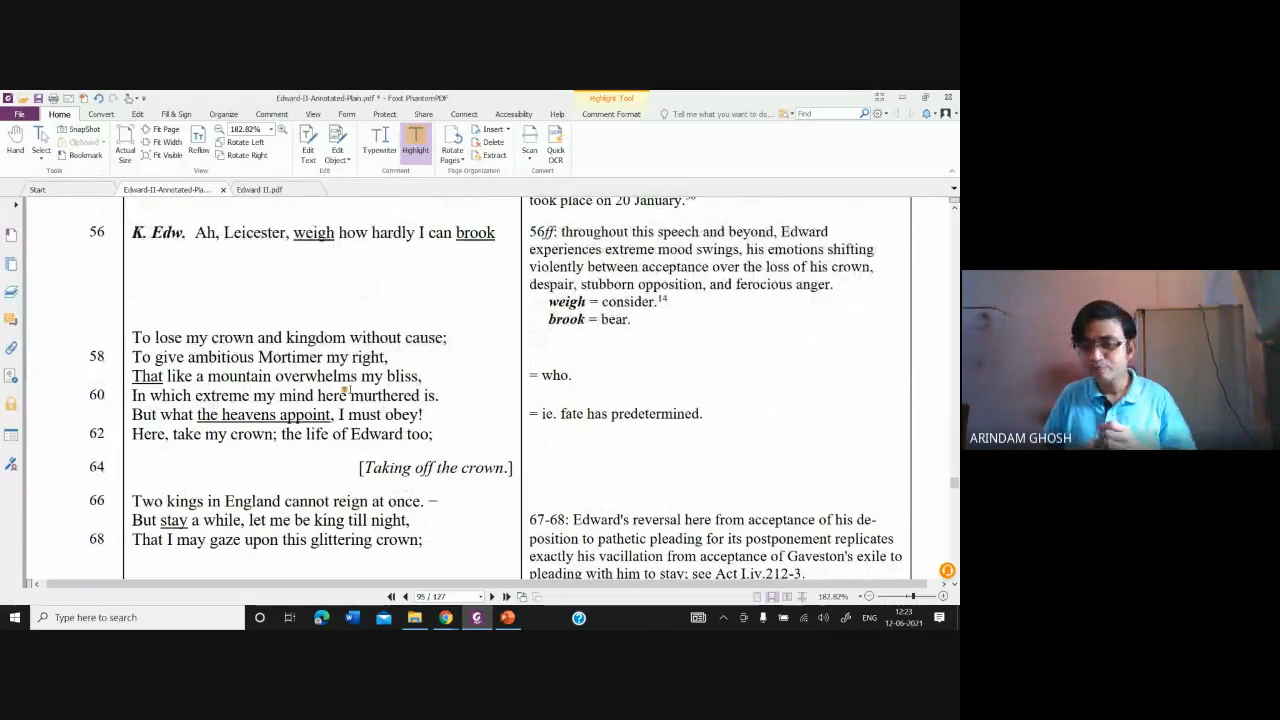 Edward-II-Annotated-Plain.pdf * - Foxit PhantomPDF
Highlight Tool
File Home Convert Edit Fill & Sign Organize Comment View Form Protect Share Connect Accessibility Help Comment Format Tell me what you want to do... Find
Hand
Select
SnapShot
Clipboard
Bookmark
Tools
Actual Size
Fit Page
Fit Width
Fit Visible
Reflow
182.82%
Rotate Left
Rotate Right
View
Edit Text
Edit Object
Edit
Typewriter
Highlight
Comment
Rotate Pages
Insert
Delete
Extract
Page Organization
Scan
Quick OCR
Convert
Start
Edward-II-Annotated-Pla...
Edward II.pdf
took place on 20 January.
56 K. Edw. Ah, Leicester, weigh how hardly I can brook
56ff: throughout this speech and beyond, Edward
experiences extreme mood swings, his emotions shifting
violently between acceptance over the loss of his crown,
despair, stubborn opposition, and ferocious anger.
weigh = consider.14
brook = bear.
To lose my crown and kingdom without cause;
58 To give ambitious Mortimer my right,
That like a mountain overwhelms my bliss,
= who.
60 In which extreme my mind here murthered is.
But what the heavens appoint, I must obey!
= ie. fate has predetermined.
62 Here, take my crown; the life of Edward too;
64 [Taking off the crown.]
66 Two kings in England cannot reign at once. −
But stay a while, let me be king till night,
68 That I may gaze upon this glittering crown;
67-68: Edward's reversal here from acceptance of his de-
position to pathetic pleading for its postponement replicates
exactly his vacillation from acceptance of Gaveston's exile to
pleading with him to stay; see Act I.iv.212-3.
95 / 127
182.82%
Type here to search
ENG
12:23
12-06-2021
ARINDAM GHOSH